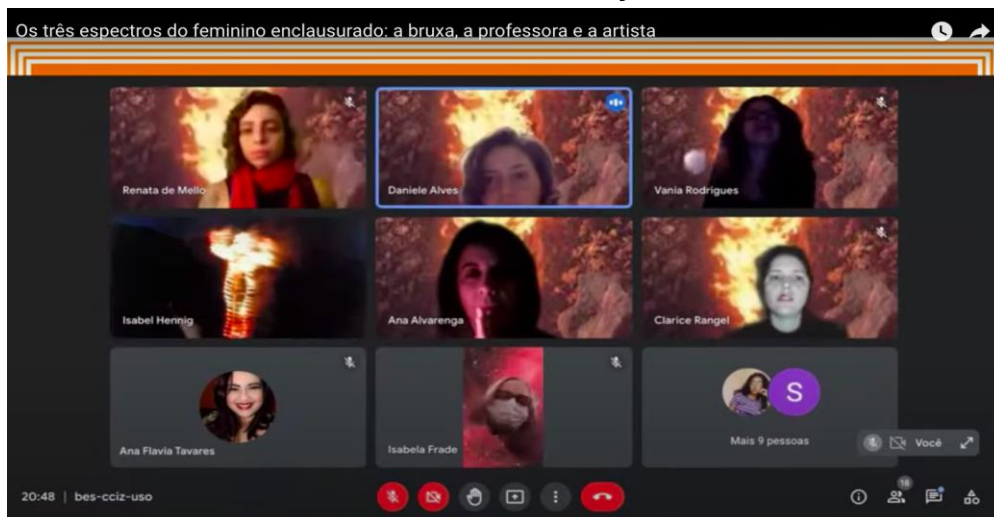 Os três espectros do feminino enclausurado: a bruxa, a professora e a artista
Renata de Mello
Daniele Alves
Vania Rodrigues
Isabel Hennig
Ana Alvarenga
Clarice Rangel
Ana Flavia Tavares
Isabela Frade
S
Mais 9 pessoas
Você
20:48 | bes-cciz-uso
18